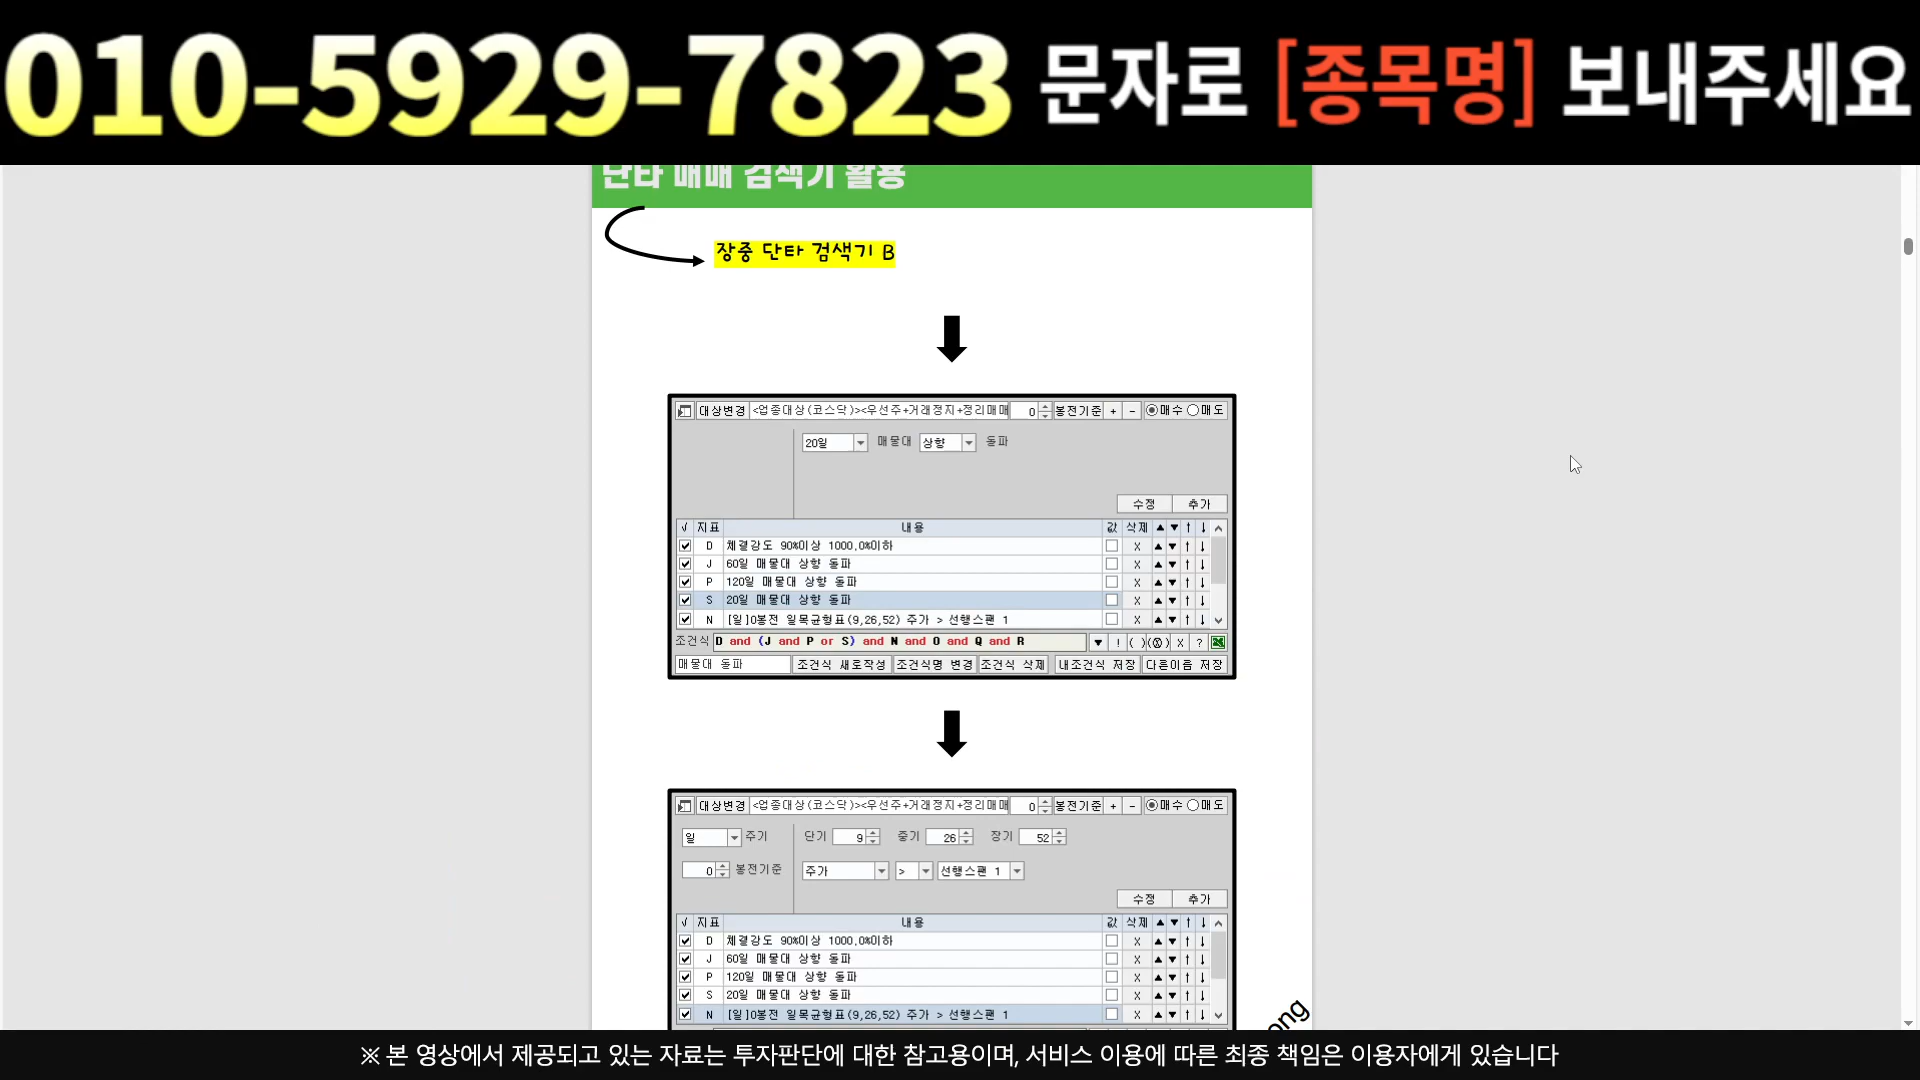 010-5929-7823 문자로 [종목명] 보내주세요
단타 매매 검색기 활용
장중 단타 검색기 B
대상변경 <업종대상(코스닥)><우선주+거래정지+정리매매 0 봉전기준 + - 매수 매도
20일 매물대 상향 돌파
수정 추가
√ 지표 내용 값 삭제 ▲ ▼ ↑ ↓
D 체결강도 90%이상 1000.0%이하 X ▲ ▼ ↑ ↓
J 60일 매물대 상향 돌파 X ▲ ▼ ↑ ↓
P 120일 매물대 상향 돌파 X ▲ ▼ ↑ ↓
S 20일 매물대 상향 돌파 X ▲ ▼ ↑ ↓
N [일]0봉전 일목균형표(9,26,52) 주가 > 선행스팬 1 X ▲ ▼ ↑ ↓
조건식 D and (J and P or S) and N and O and Q and R ▼ ! ( ) (X) X ?
매물대 돌파 조건식 새로작성 조건식명 변경 조건식 삭제 내조건식 저장 다른이름 저장
대상변경 <업종대상(코스닥)><우선주+거래정지+정리매매 0 봉전기준 + - 매수 매도
일 주기 단기 9 중기 26 장기 52
0 봉전기준 주가 > 선행스팬 1
수정 추가
√ 지표 내용 값 삭제 ▲ ▼ ↑ ↓
D 체결강도 90%이상 1000.0%이하 X ▲ ▼ ↑ ↓
J 60일 매물대 상향 돌파 X ▲ ▼ ↑ ↓
P 120일 매물대 상향 돌파 X ▲ ▼ ↑ ↓
S 20일 매물대 상향 돌파 X ▲ ▼ ↑ ↓
N [일]0봉전 일목균형표(9,26,52) 주가 > 선행스팬 1 X ▲ ▼ ↑ ↓
ong
※ 본 영상에서 제공되고 있는 자료는 투자판단에 대한 참고용이며, 서비스 이용에 따른 최종 책임은 이용자에게 있습니다